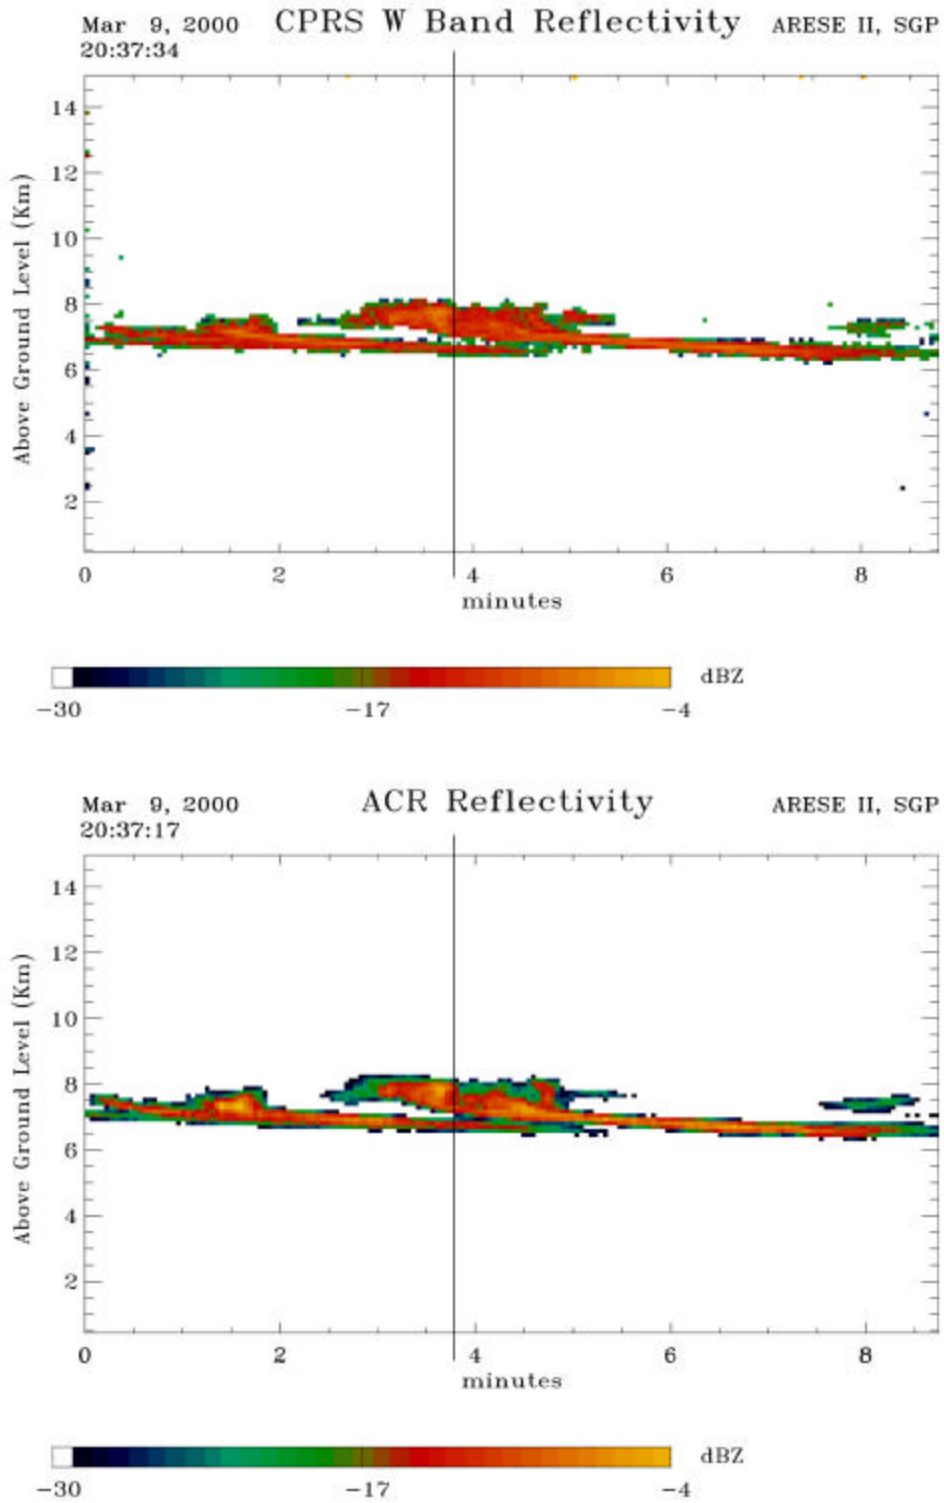 Mar 9, 2000 CPRS W Band Reflectivity ARESE II, SGP
20:37:34
Above Ground Level (Km)
14
12
10
8
6
4
2
0 2 4 6 8
minutes
dBZ
−30 −17 −4
Mar 9, 2000 ACR Reflectivity ARESE II, SGP
20:37:17
Above Ground Level (Km)
14
12
10
8
6
4
2
0 2 4 6 8
minutes
dBZ
−30 −17 −4